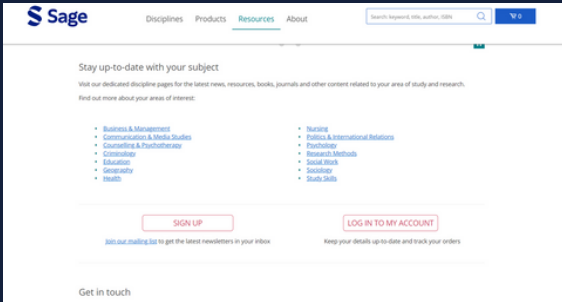 Sage
Disciplines Products Resources About
Search: keyword, title, author, ISBN
0
Stay up-to-date with your subject
Visit our dedicated discipline pages for the latest news, resources, books, journals and other content related to your area of study and research.
Find out more about your areas of interest:
Business & Management
Communication & Media Studies
Counselling & Psychotherapy
Criminology
Education
Geography
Health
Nursing
Politics & International Relations
Psychology
Research Methods
Social Work
Sociology
Study Skills
SIGN UP
Join our mailing list to get the latest newsletters in your inbox
LOG IN TO MY ACCOUNT
Keep your details up-to-date and track your orders
Get in touch